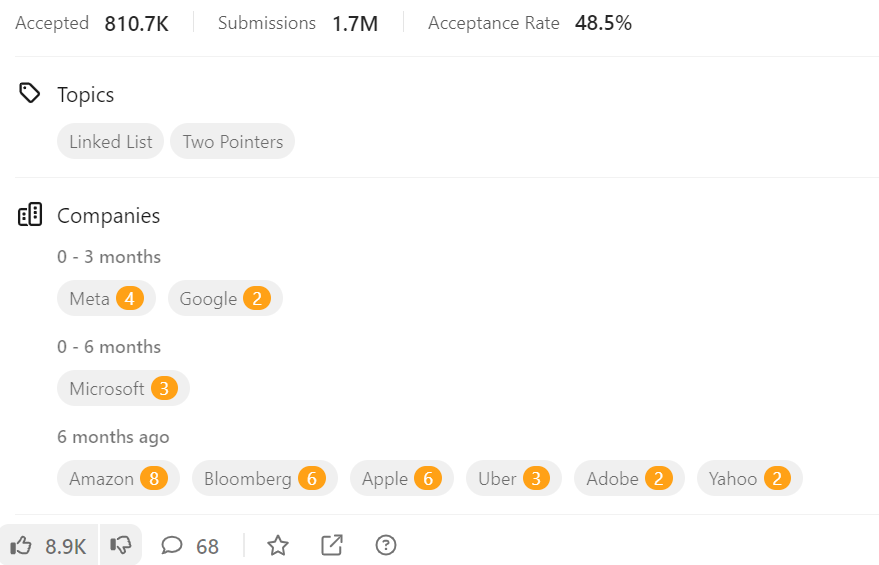 Accepted 810.7K Submissions 1.7M Acceptance Rate 48.5%
Topics
Linked List Two Pointers
Companies
0 - 3 months
Meta 4 Google 2
0 - 6 months
Microsoft 3
6 months ago
Amazon 8 Bloomberg 6 Apple 6 Uber 3 Adobe 2 Yahoo 2
8.9K 68